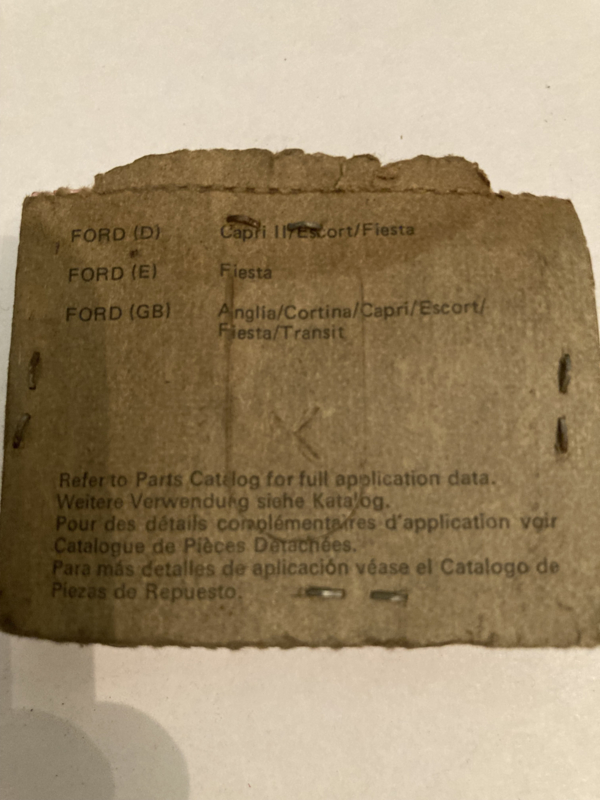 FORD (D) Capri II/Escort/Fiesta
FORD (E) Fiesta
FORD (GB) Anglia/Cortina/Capri/Escort/
Fiesta/Transit
Refer to Parts Catalog for full application data.
Weitere Verwendung siehe Katalog.
Pour des détails complémentaires d'application voir
Catalogue de Pièces Détachées.
Para más detalles de aplicación véase el Catalogo de
Piezas de Repuesto.